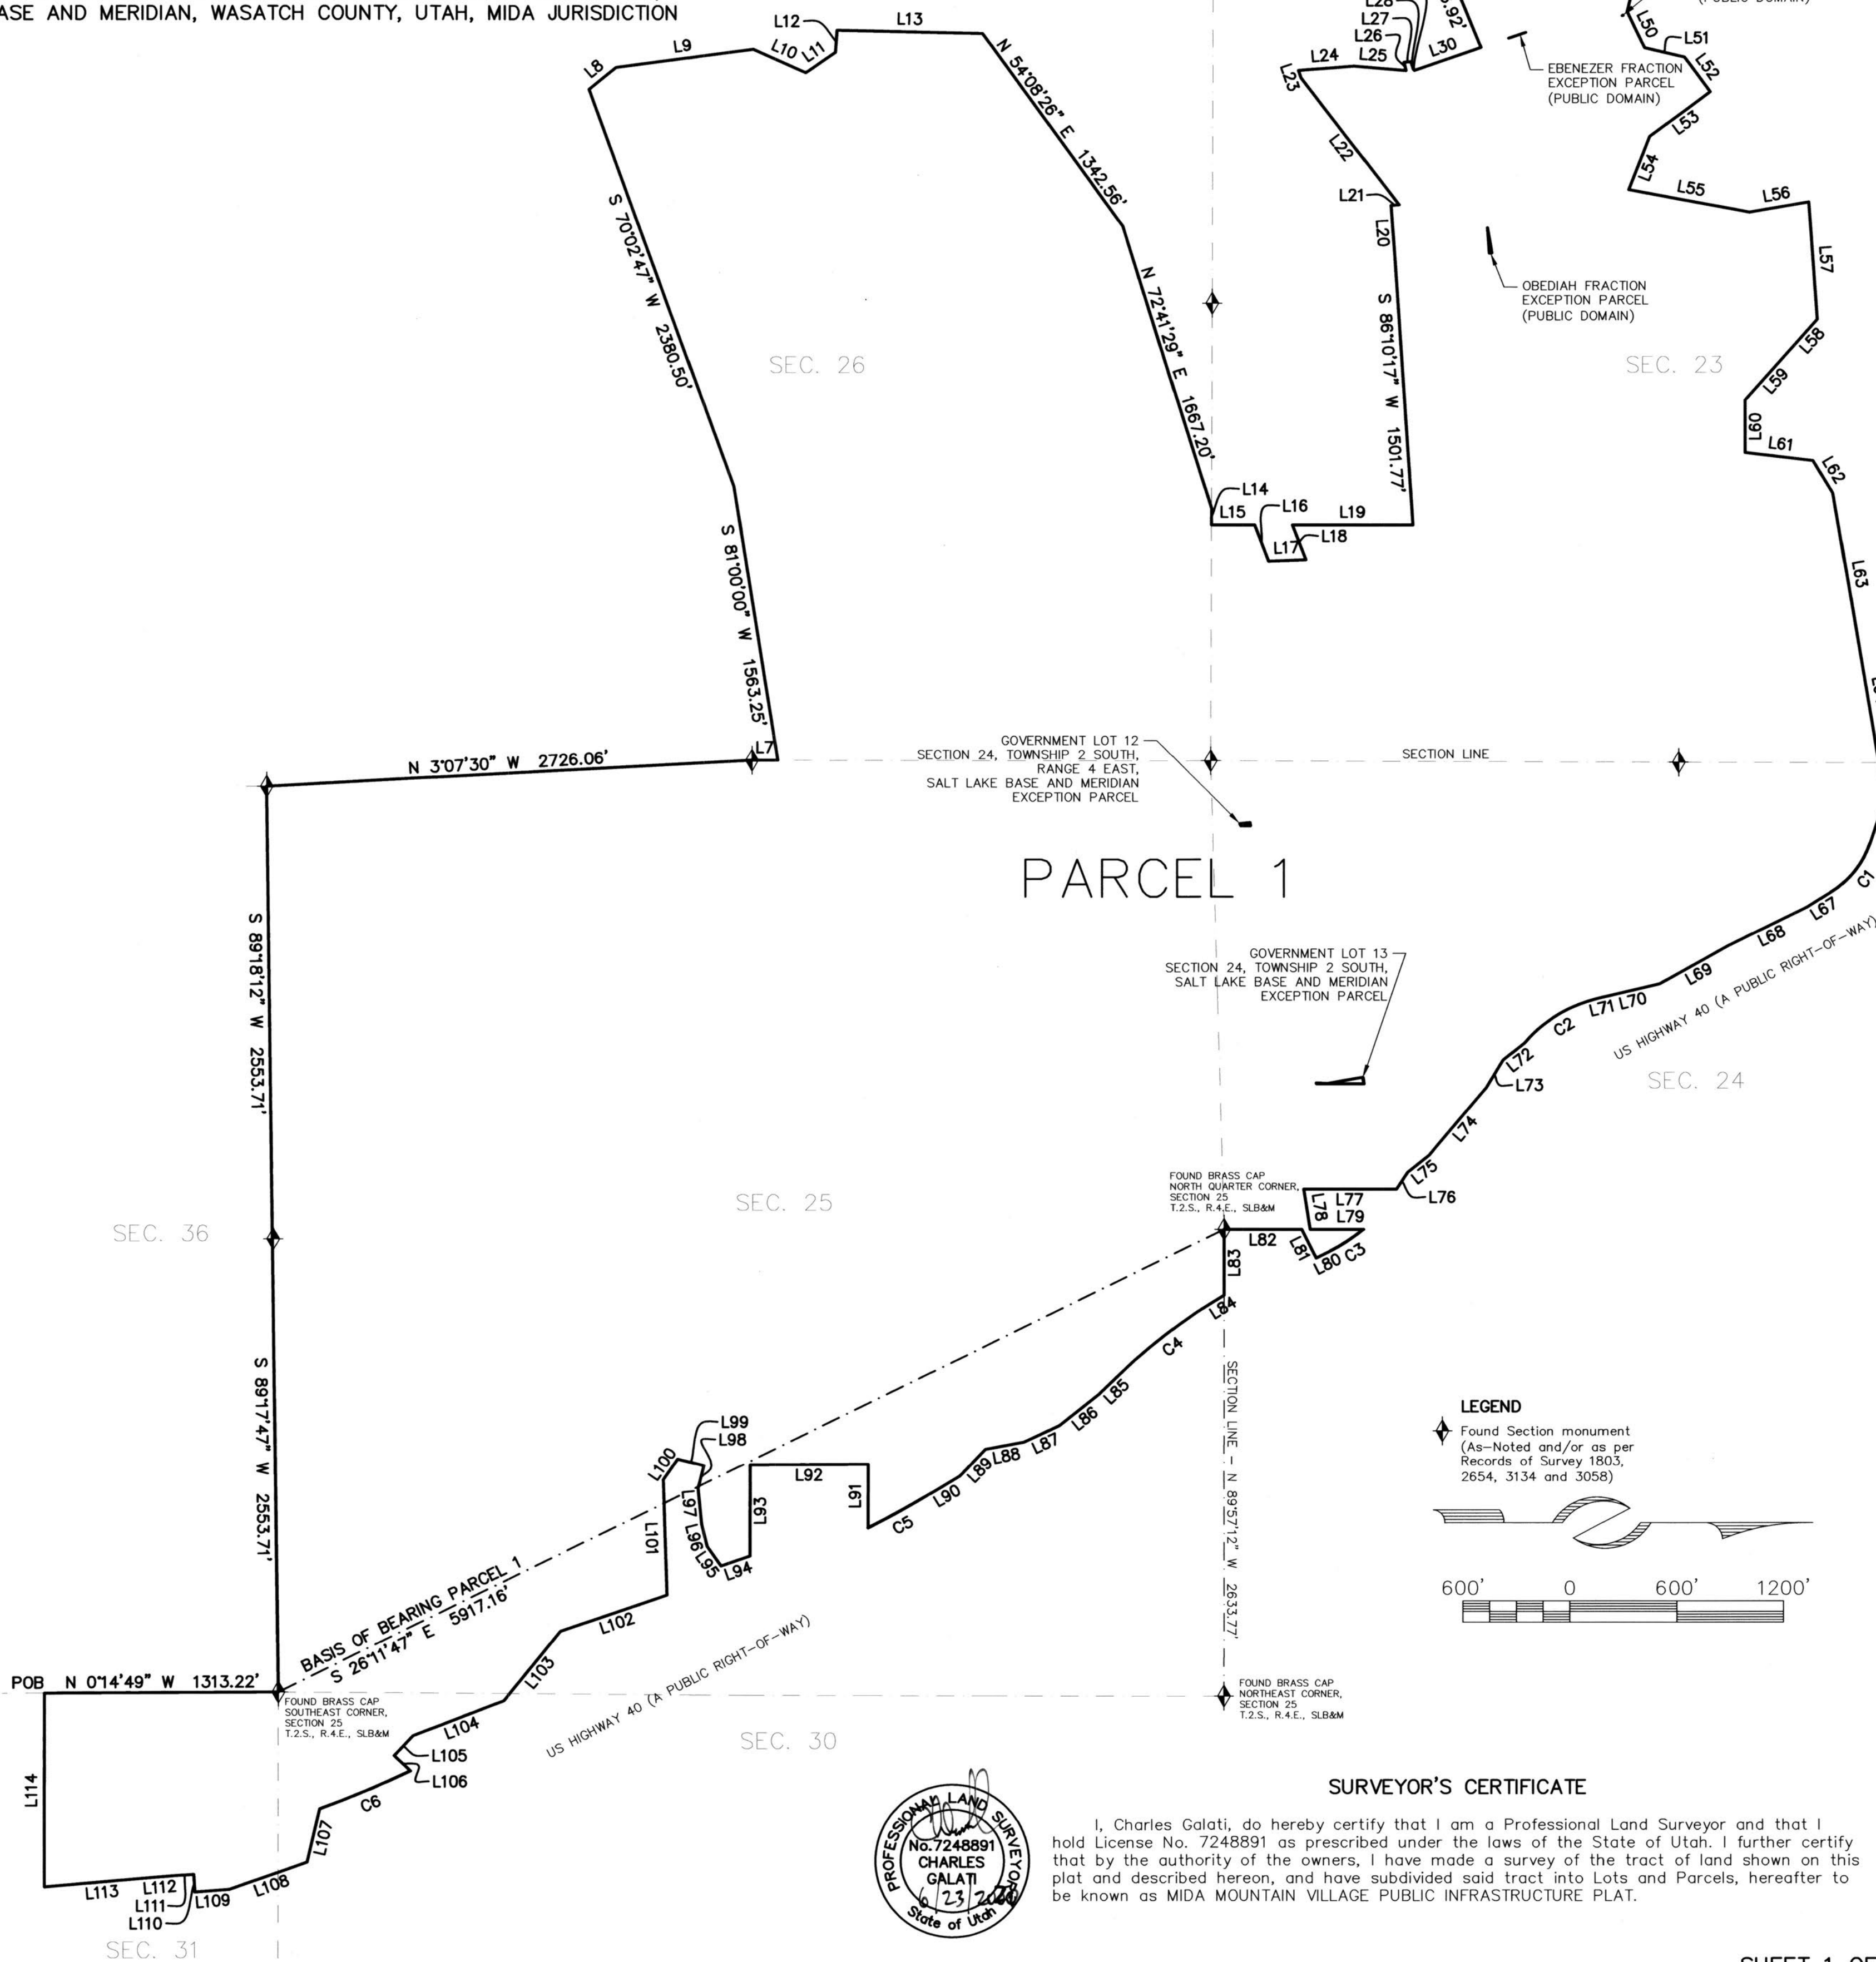 ASE AND MERIDIAN, WASATCH COUNTY, UTAH, MIDA JURISDICTION
L8
L9
L10
L11
L12
L13
N 54°08'26" E 1342.56'
N 72°41'29" E 1667.20'
S 70°02'47" W 2380.50'
S 81°00'00" W 1563.25'
L7
N 3°07'30" W 2726.06'
S 89°18'12" W 2553.71'
S 89°17'47" W 2553.71'
L14
L15
L16
L17
L18
L19
S 86°10'17" W 1501.77'
L20
L21
L22
L23
L24
L25
L26
L27
L28
.92'
L30
EBENEZER FRACTION
EXCEPTION PARCEL
(PUBLIC DOMAIN)
OBEDIAH FRACTION
EXCEPTION PARCEL
(PUBLIC DOMAIN)
(PUBLIC DOMAIN)
L50
L51
L52
L53
L54
L55
L56
L57
L58
L59
L60
L61
L62
L63
SEC. 26
SEC. 23
GOVERNMENT LOT 12
SECTION 24, TOWNSHIP 2 SOUTH,
RANGE 4 EAST,
SALT LAKE BASE AND MERIDIAN
EXCEPTION PARCEL
SECTION LINE
PARCEL 1
GOVERNMENT LOT 13
SECTION 24, TOWNSHIP 2 SOUTH,
SALT LAKE BASE AND MERIDIAN
EXCEPTION PARCEL
C1
L67
L68
L69
L70
L71
C2
L72
L73
L74
L75
L76
US HIGHWAY 40 (A PUBLIC RIGHT-OF-WAY)
SEC. 24
SEC. 25
SEC. 36
FOUND BRASS CAP
NORTH QUARTER CORNER,
SECTION 25
T.2.S., R.4.E., SLB&M
L77
L78
L79
L80
C3
L81
L82
L83
L84
C4
L85
L86
L87
L88
L89
L90
C5
L91
L92
L93
L94
L95
L96
L97
L98
L99
L100
L101
L102
L103
L104
L105
L106
C6
L107
L108
L109
L110
L111
L112
L113
L114
SECTION LINE - N 89°57'12" W 2633.77'
BASIS OF BEARING PARCEL 1
S 26°11'47" E 5917.16'
POB N 0°14'49" W 1313.22'
FOUND BRASS CAP
SOUTHEAST CORNER,
SECTION 25
T.2.S., R.4.E., SLB&M
US HIGHWAY 40 (A PUBLIC RIGHT-OF-WAY)
FOUND BRASS CAP
NORTHEAST CORNER,
SECTION 25
T.2.S., R.4.E., SLB&M
SEC. 30
SEC. 31
LEGEND
Found Section monument
(As-Noted and/or as per
Records of Survey 1803,
2654, 3134 and 3058)
600' 0 600' 1200'
PROFESSIONAL LAND SURVEYOR
No.7248891
CHARLES
GALATI
6/23/2020
State of Utah
SURVEYOR'S CERTIFICATE
I, Charles Galati, do hereby certify that I am a Professional Land Surveyor and that I
hold License No. 7248891 as prescribed under the laws of the State of Utah. I further certify
that by the authority of the owners, I have made a survey of the tract of land shown on this
plat and described hereon, and have subdivided said tract into Lots and Parcels, hereafter to
be known as MIDA MOUNTAIN VILLAGE PUBLIC INFRASTRUCTURE PLAT.
SHEET 1 OF